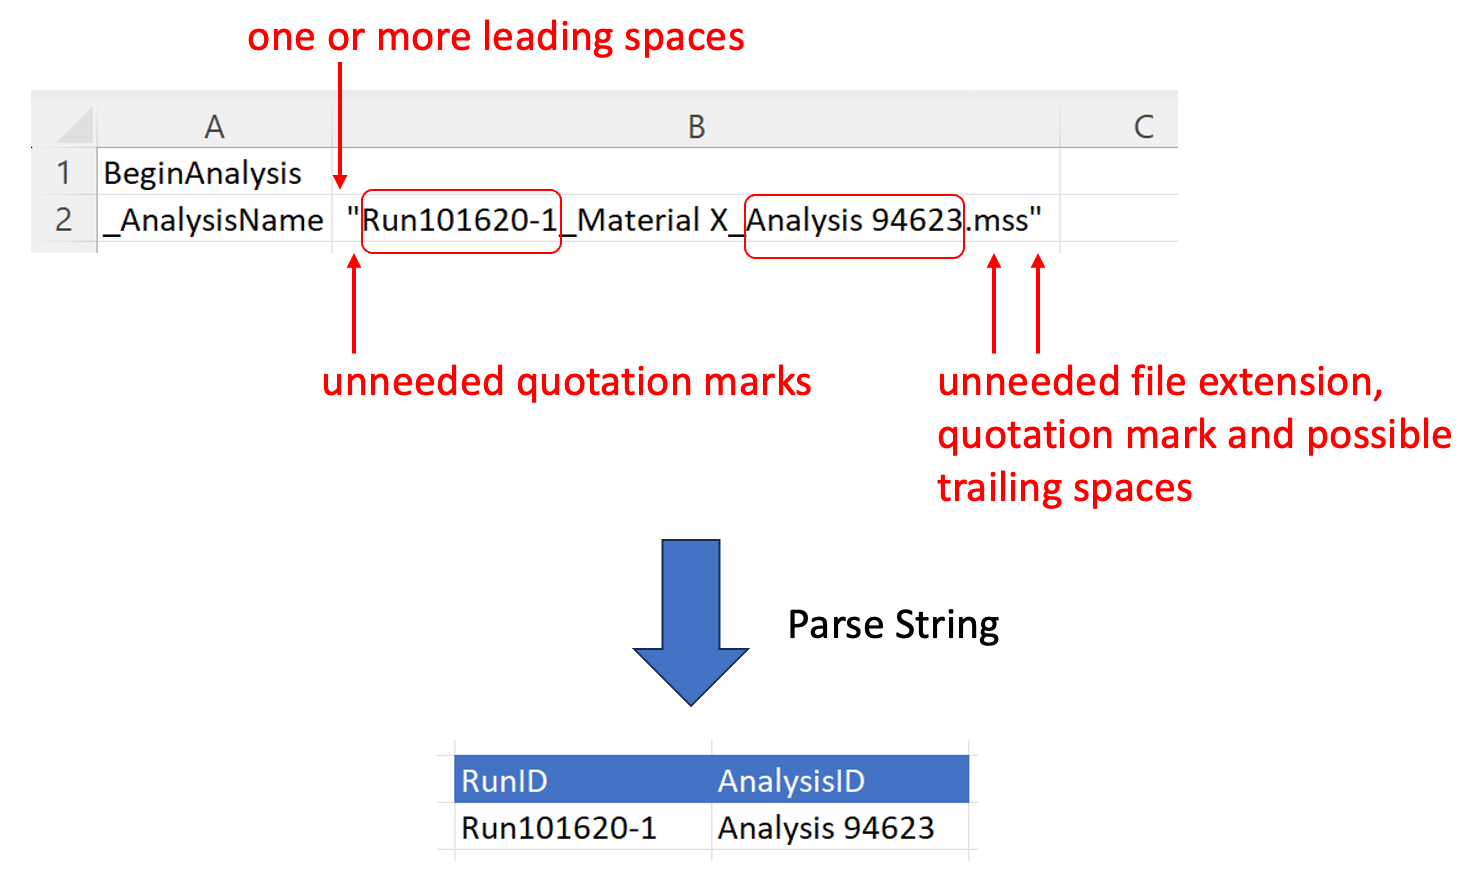 one or more leading spaces
A B C
1 BeginAnalysis
2 _AnalysisName "Run101620-1_Material X_Analysis 94623.mss"
unneeded quotation marks
unneeded file extension,
quotation mark and possible
trailing spaces
Parse String
RunID AnalysisID
Run101620-1 Analysis 94623